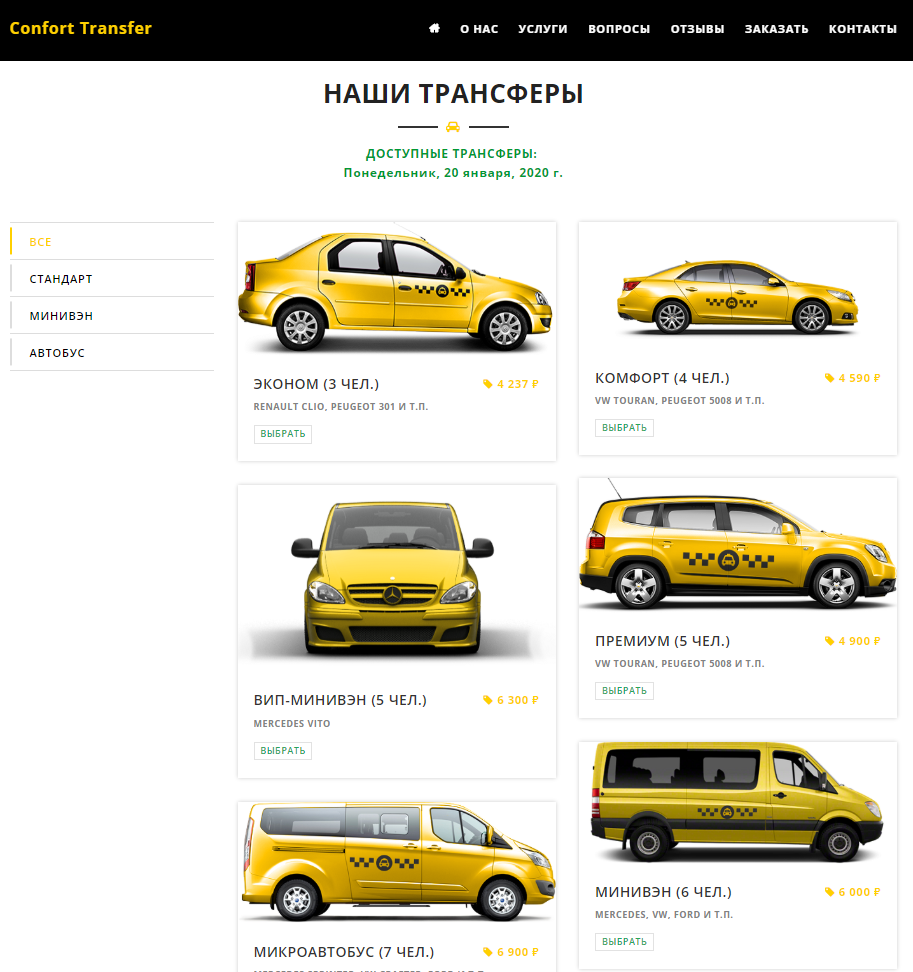 Confort Transfer
О НАС УСЛУГИ ВОПРОСЫ ОТЗЫВЫ ЗАКАЗАТЬ КОНТАКТЫ
НАШИ ТРАНСФЕРЫ
ДОСТУПНЫЕ ТРАНСФЕРЫ:
Понедельник, 20 января, 2020 г.
ВСЕ
СТАНДАРТ
МИНИВЭН
АВТОБУС
ЭКОНОМ (3 ЧЕЛ.) 4 237 ₽
RENAULT CLIO, PEUGEOT 301 И Т.П.
ВЫБРАТЬ
КОМФОРТ (4 ЧЕЛ.) 4 590 ₽
VW TOURAN, PEUGEOT 5008 И Т.П.
ВЫБРАТЬ
ВИП-МИНИВЭН (5 ЧЕЛ.) 6 300 ₽
MERCEDES VITO
ВЫБРАТЬ
ПРЕМИУМ (5 ЧЕЛ.) 4 900 ₽
VW TOURAN, PEUGEOT 5008 И Т.П.
ВЫБРАТЬ
МИКРОАВТОБУС (7 ЧЕЛ.) 6 900 ₽
МИНИВЭН (6 ЧЕЛ.) 6 000 ₽
MERCEDES, VW, FORD И Т.П.
ВЫБРАТЬ